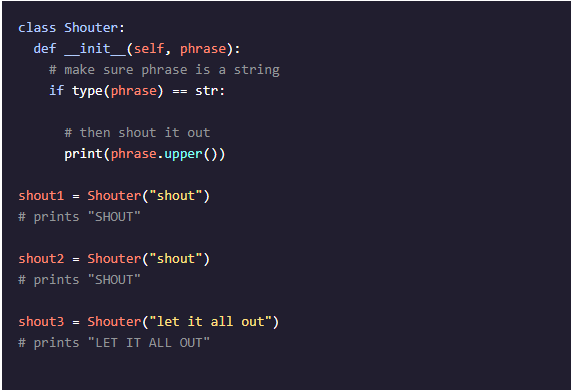 class Shouter:
  def __init__(self, phrase):
    # make sure phrase is a string
    if type(phrase) == str:

      # then shout it out
      print(phrase.upper())

shout1 = Shouter("shout")
# prints "SHOUT"

shout2 = Shouter("shout")
# prints "SHOUT"

shout3 = Shouter("let it all out")
# prints "LET IT ALL OUT"